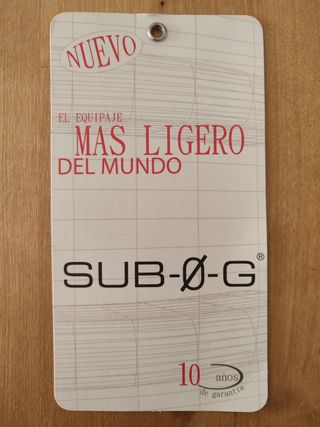 NUEVO
EL EQUIPAJE
MAS LIGERO
DEL MUNDO
SUB-Ø-G®
10 años
de garantía